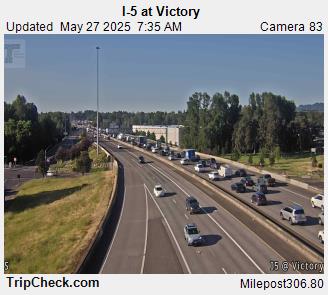 I-5 at Victory
Updated  May 27 2025  7:35 AM
Camera 83
S
I5 @ Victory
TripCheck.com
Milepost306.80